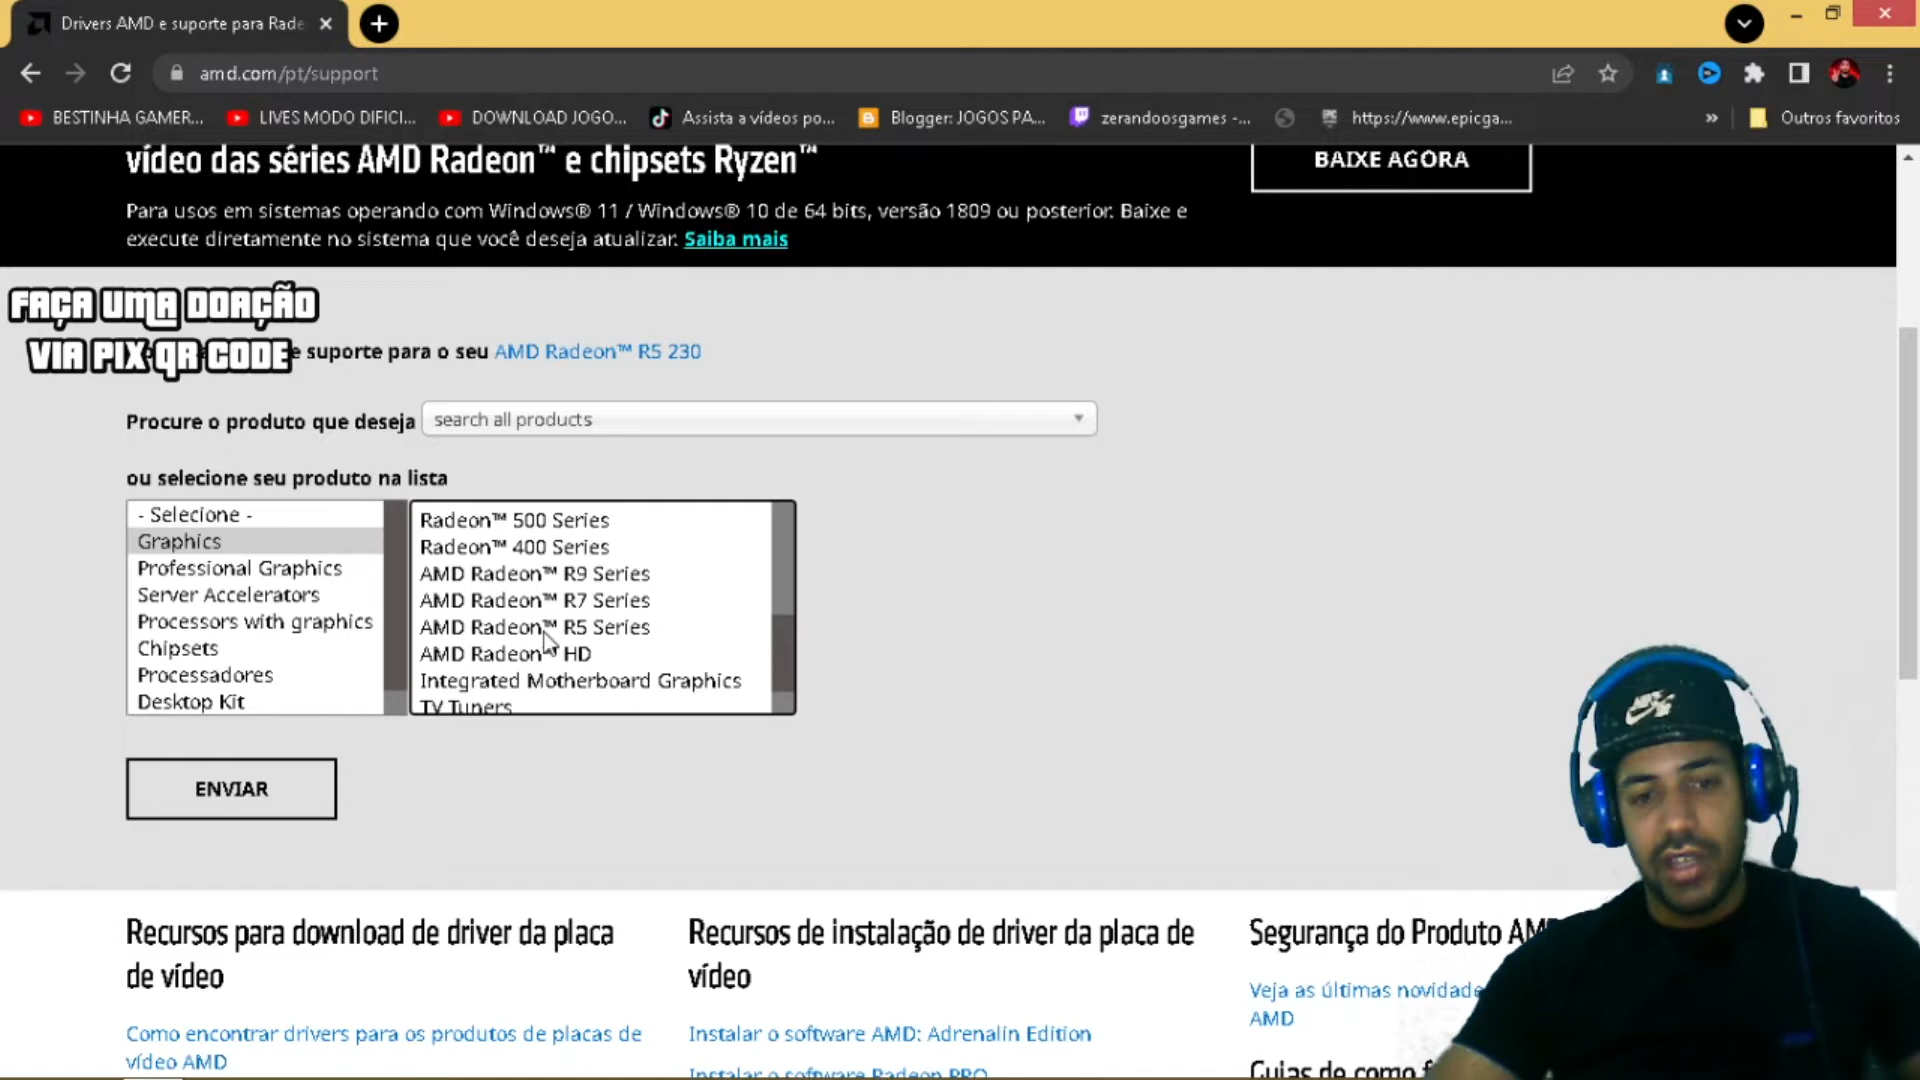 Drivers AMD e suporte para Rade
amd.com/pt/support
BESTINHA GAMER...
LIVES MODO DIFICI...
DOWNLOAD JOGO...
Assista a vídeos po...
Blogger: JOGOS PA...
zerandoosgames -...
https://www.epicga...
»
Outros favoritos
vídeo das séries AMD Radeon™ e chipsets Ryzen™
BAIXE AGORA
Para usos em sistemas operando com Windows® 11 / Windows® 10 de 64 bits, versão 1809 ou posterior. Baixe e
execute diretamente no sistema que você deseja atualizar. Saiba mais
FAÇA UMA DOAÇÃO
VIA PIX QR CODE
e suporte para o seu AMD Radeon™ R5 230
Procure o produto que deseja
search all products
ou selecione seu produto na lista
- Selecione -
Graphics
Professional Graphics
Server Accelerators
Processors with graphics
Chipsets
Processadores
Desktop Kit
Radeon™ 500 Series
Radeon™ 400 Series
AMD Radeon™ R9 Series
AMD Radeon™ R7 Series
AMD Radeon™ R5 Series
AMD Radeon™ HD
Integrated Motherboard Graphics
TV Tuners
ENVIAR
Recursos para download de driver da placa
de vídeo
Como encontrar drivers para os produtos de placas de
vídeo AMD
Recursos de instalação de driver da placa de
vídeo
Instalar o software AMD: Adrenalin Edition
Instalar o software Radeon PRO
Segurança do Produto AM
Veja as últimas novidade
AMD
Guias de como f